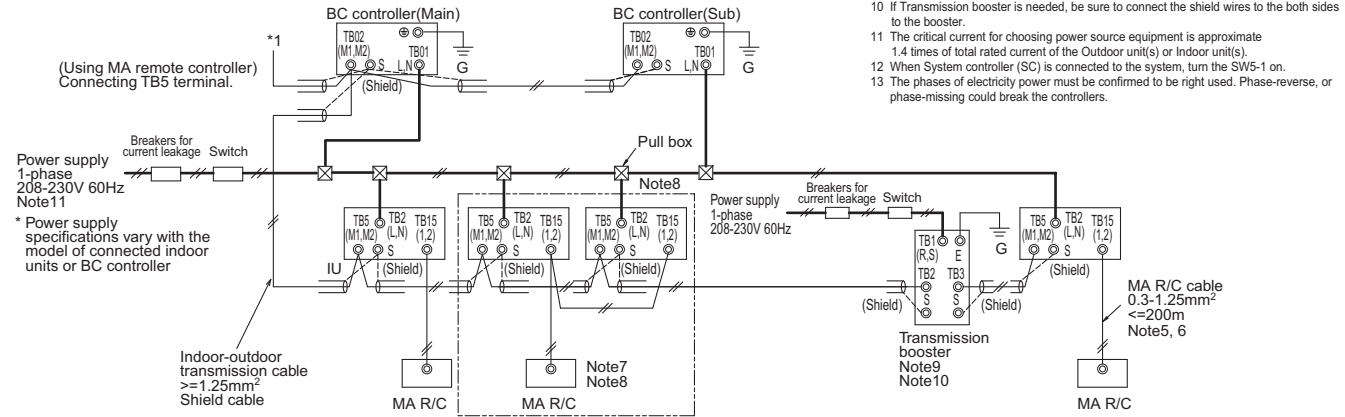 BC controller(Main)
BC controller(Sub)
10 If Transmission booster is needed, be sure to connect the shield wires to the both sides
to the booster.
11 The critical current for choosing power source equipment is approximate
1.4 times of total rated current of the Outdoor unit(s) or Indoor unit(s).
12 When System controller (SC) is connected to the system, turn the SW5-1 on.
13 The phases of electricity power must be confirmed to be right used. Phase-reverse, or
phase-missing could break the controllers.
*1
TB02
(M1,M2)
S
TB01
L,N
G
(Shield)
TB02
(M1,M2)
S
TB01
L,N
G
(Using MA remote controller)
Connecting TB5 terminal.
Power supply
1-phase
208-230V 60Hz
Note11
* Power supply
specifications vary with the
model of connected indoor
units or BC controller
Breakers for
current leakage
Switch
Pull box
Note8
Power supply
1-phase
208-230V 60Hz
Breakers for
current leakage
Switch
TB5
(M1,M2)
TB2
(L,N)
TB15
(1,2)
S
(Shield)
IU
TB5
(M1,M2)
TB2
(L,N)
TB15
(1,2)
S
(Shield)
TB5
(M1,M2)
TB2
(L,N)
TB15
(1,2)
S
(Shield)
TB1
(R,S)
E
G
TB2
TB3
S
S
(Shield)
(Shield)
Transmission
booster
Note9
Note10
TB5
(M1,M2)
TB2
(L,N)
TB15
(1,2)
S
(Shield)
MA R/C cable
0.3-1.25mm²
<=200m
Note5, 6
Indoor-outdoor
transmission cable
>=1.25mm²
Shield cable
MA R/C
MA R/C
Note7
Note8
MA R/C